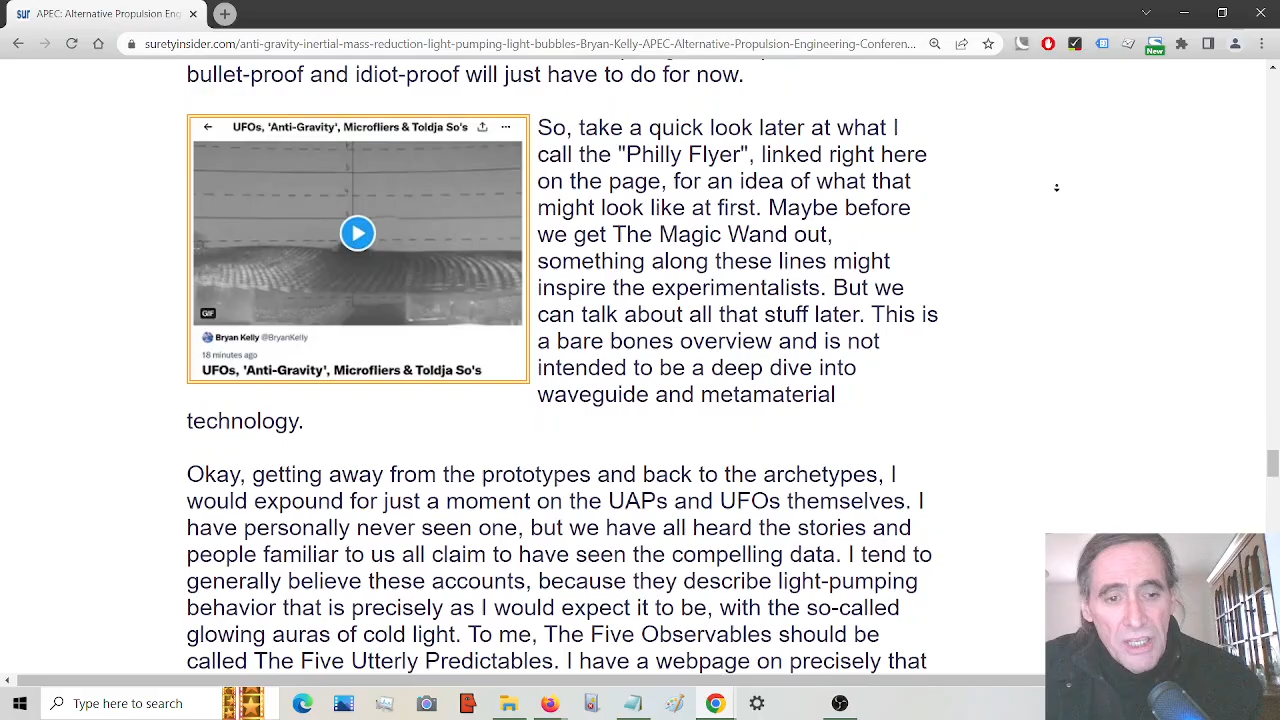 APEC: Alternative Propulsion Eng
suretyinsider.com/anti-gravity-inertial-mass-reduction-light-pumping-light-bubbles-Bryan-Kelly-APEC-Alternative-Propulsion-Engineering-Conferen...
New
bullet-proof and idiot-proof will just have to do for now.
UFOs, 'Anti-Gravity', Microfliers & Toldja So's
GIF
Bryan Kelly @BryanKelly
18 minutes ago
UFOs, 'Anti-Gravity', Microfliers & Toldja So's
So, take a quick look later at what I
call the "Philly Flyer", linked right here
on the page, for an idea of what that
might look like at first. Maybe before
we get The Magic Wand out,
something along these lines might
inspire the experimentalists. But we
can talk about all that stuff later. This is
a bare bones overview and is not
intended to be a deep dive into
waveguide and metamaterial
technology.
Okay, getting away from the prototypes and back to the archetypes, I
would expound for just a moment on the UAPs and UFOs themselves. I
have personally never seen one, but we have all heard the stories and
people familiar to us all claim to have seen the compelling data. I tend to
generally believe these accounts, because they describe light-pumping
behavior that is precisely as I would expect it to be, with the so-called
glowing auras of cold light. To me, The Five Observables should be
called The Five Utterly Predictables. I have a webpage on precisely that
Type here to search